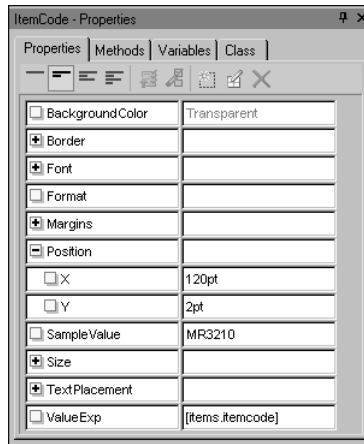 ItemCode - Properties
Properties Methods Variables Class
BackgroundColor Transparent
Border
Font
Format
Margins
Position
X 120pt
Y 2pt
SampleValue MR3210
Size
TextPlacement
ValueExp [items.itemcode]